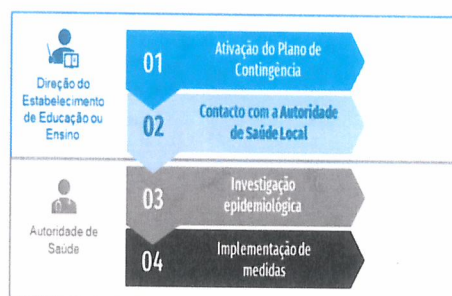 Direção do
Estabelecimento
de Educação ou
Ensino
01
Ativação do Plano de
Contingência
02
Contacto com a Autoridade
de Saúde Local
Autoridade de
Saúde
03
Investigação
epidemiológica
04
Implementação de
medidas